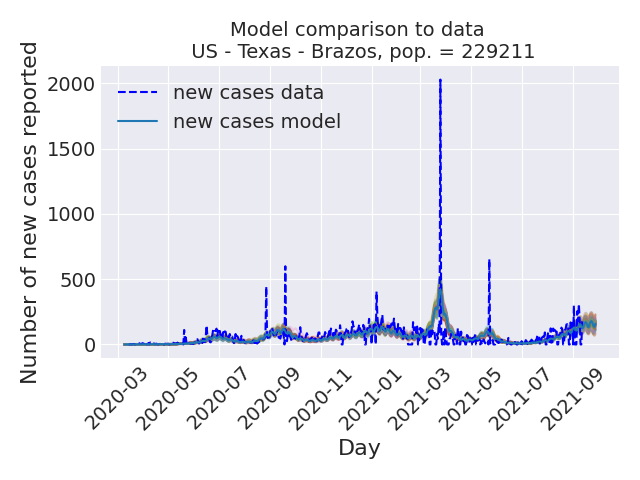 Model comparison to data
US - Texas - Brazos, pop. = 229211
Number of new cases reported
2000
1500
1000
500
0
new cases data
new cases model
2020-03
2020-05
2020-07
2020-09
2020-11
2021-01
2021-03
2021-05
2021-07
2021-09
Day